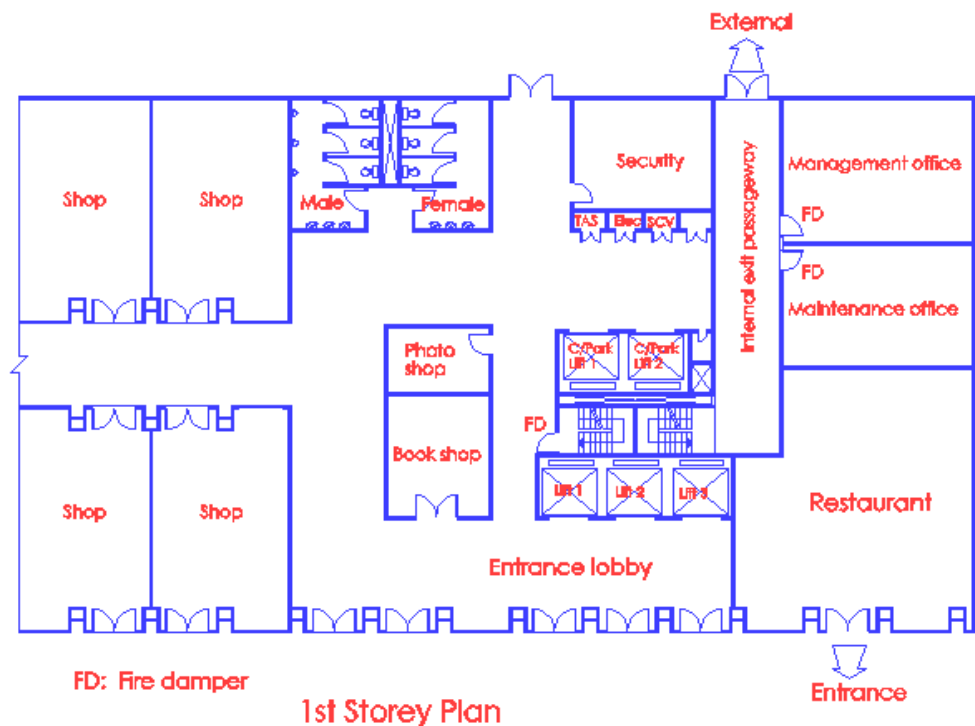 External
Security
Management office
Shop
Shop
Male
Female
TAS
Elec
SCV
FD
Internal exit passageway
FD
Maintenance office
Photo
shop
C/Park
Lift 1
C/Park
Lift 2
FD
Book shop
Lift 1
Lift 2
Lift 3
Shop
Shop
Restaurant
Entrance lobby
FD: Fire damper
Entrance
1st Storey Plan